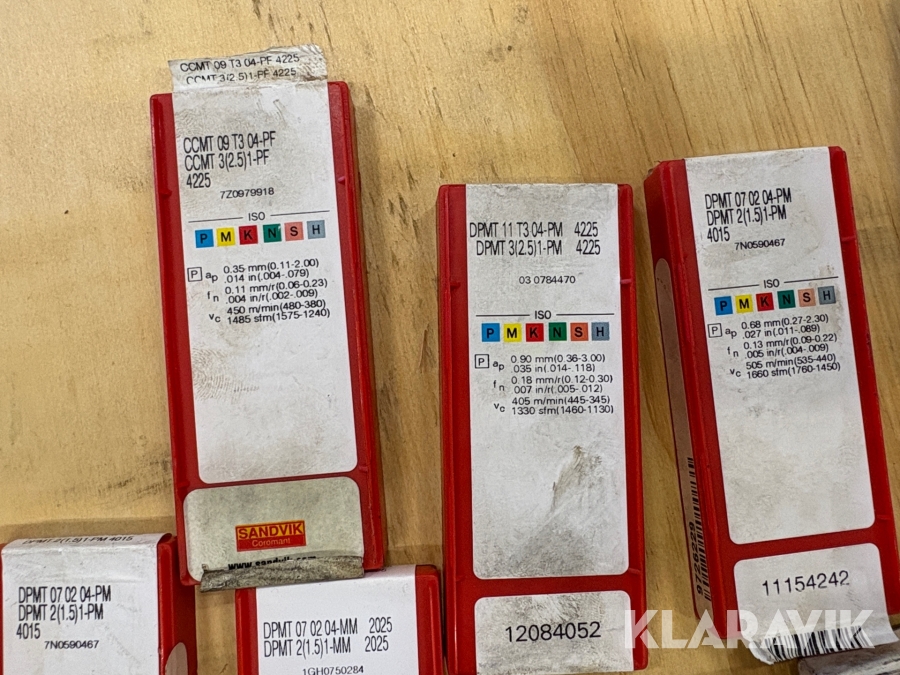 CCMT 09 T3 04-PF 4225
CCMT 3(2.5)1-PF 4225
CCMT 09 T3 04-PF
CCMT 3(2.5)1-PF
4225
7Z0979918
ISO
P M K N S H
P ap 0.35 mm(0.11-2.00)
.014 in(.004-.079)
fn 0.11 mm/r(0.06-0.23)
.004 in/r(.002-.009)
vc 450 m/min(480-380)
1485 sfm(1575-1240)
SANDVIK
Coromant
DPMT 11 T3 04-PM 4225
DPMT 3(2.5)1-PM 4225
03 0784470
ISO
P M K N S H
P ap 0.90 mm(0.36-3.00)
.035 in(.014-.118)
fn 0.18 mm/r(0.12-0.30)
.007 in/r(.005-.012)
vc 405 m/min(445-345)
1330 sfm(1460-1130)
12084052
DPMT 07 02 04-PM
DPMT 2(1.5)1-PM
4015
7N0590467
ISO
P M K N S H
P ap 0.68 mm(0.27-2.30)
.027 in(.011-.089)
fn 0.13 mm/r(0.09-0.22)
.005 in/r(.004-.009)
vc 505 m/min(535-440)
1660 sfm(1760-1450)
11154242
DPMT 2(1.5)1-PM 4015
DPMT 07 02 04-PM
DPMT 2(1.5)1-PM
4015
7N0590467
DPMT 07 02 04-MM 2025
DPMT 2(1.5)1-MM 2025
1GH0750284
KLARAVIK